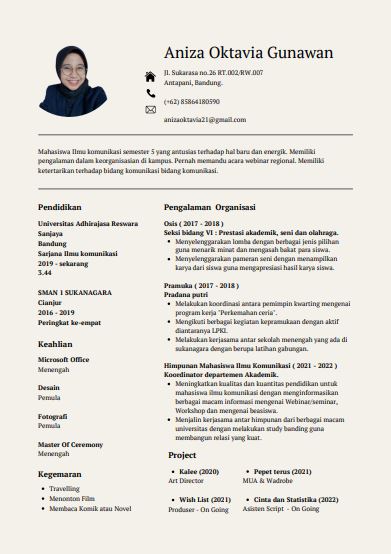 Aniza Oktavia Gunawan
Jl. Sukarasa no.26 RT.002/RW.007
Antapani, Bandung.
(+62) 85864180590
anizaoktavia21@gmail.com
Mahasiswa Ilmu komunikasi semester 5 yang antusias terhadap hal baru dan energik. Memiliki
pengalaman dalam keorganisasian di kampus. Pernah memandu acara webinar regional. Memiliki
ketertarikan terhadap bidang komunikasi bidang komunikasi.
Pendidikan
Universitas Adhirajasa Reswara
Sanjaya
Bandung
Sarjana Ilmu komunikasi
2019 - sekarang
3.44
SMAN 1 SUKANAGARA
Cianjur
2016 - 2019
Peringkat ke-empat
Keahlian
Microsoft Office
Menengah
Desain
Pemula
Fotografi
Pemula
Master Of Ceremony
Menengah
Kegemaran
• Travelling
• Menonton Film
• Membaca Komik atau Novel
Pengalaman Organisasi
Osis ( 2017 - 2018 )
Seksi bidang VI : Prestasi akademik, seni dan olahraga.
• Menyelenggarakan lomba dengan berbagai jenis pilihan
guna menarik minat dan mengasah bakat para siswa.
• Menyelenggarakan pameran seni dengan menampilkan
karya dari siswa guna mengapresiasi hasil karya siswa.
Pramuka ( 2017 - 2018 )
Pradana putri
• Melakukan koordinasi antara pemimpin kwarting mengenai
program kerja "Perkemahan ceria".
• Mengikuti berbagai kegiatan kepramukaan dengan aktif
diantaranya LPKI.
• Melakukan kerjasama antar sekolah menengah yang ada di
sukanagara dengan berupa latihan gabungan.
Himpunan Mahasiswa Ilmu Komunikasi ( 2021 - 2022 )
Koordinator departemen Akademik.
• Meningkatkan kualitas dan kuantitas pendidikan untuk
mahasiswa ilmu komunikasi dengan menginformasikan
berbagai macam informasi mengenai Webinar/seminar,
Workshop dan mengenai beasiswa.
• Menjalin kerjasama antar himpunan dari berbagai macam
universitas dengan melakukan study banding guna
membangun relasi yang kuat.
Project
• Kalee (2020)
Art Director
• Pepet terus (2021)
MUA & Wadrobe
• Wish List (2021)
Produser - On Going
• Cinta dan Statistika (2022)
Asisten Script - On Going